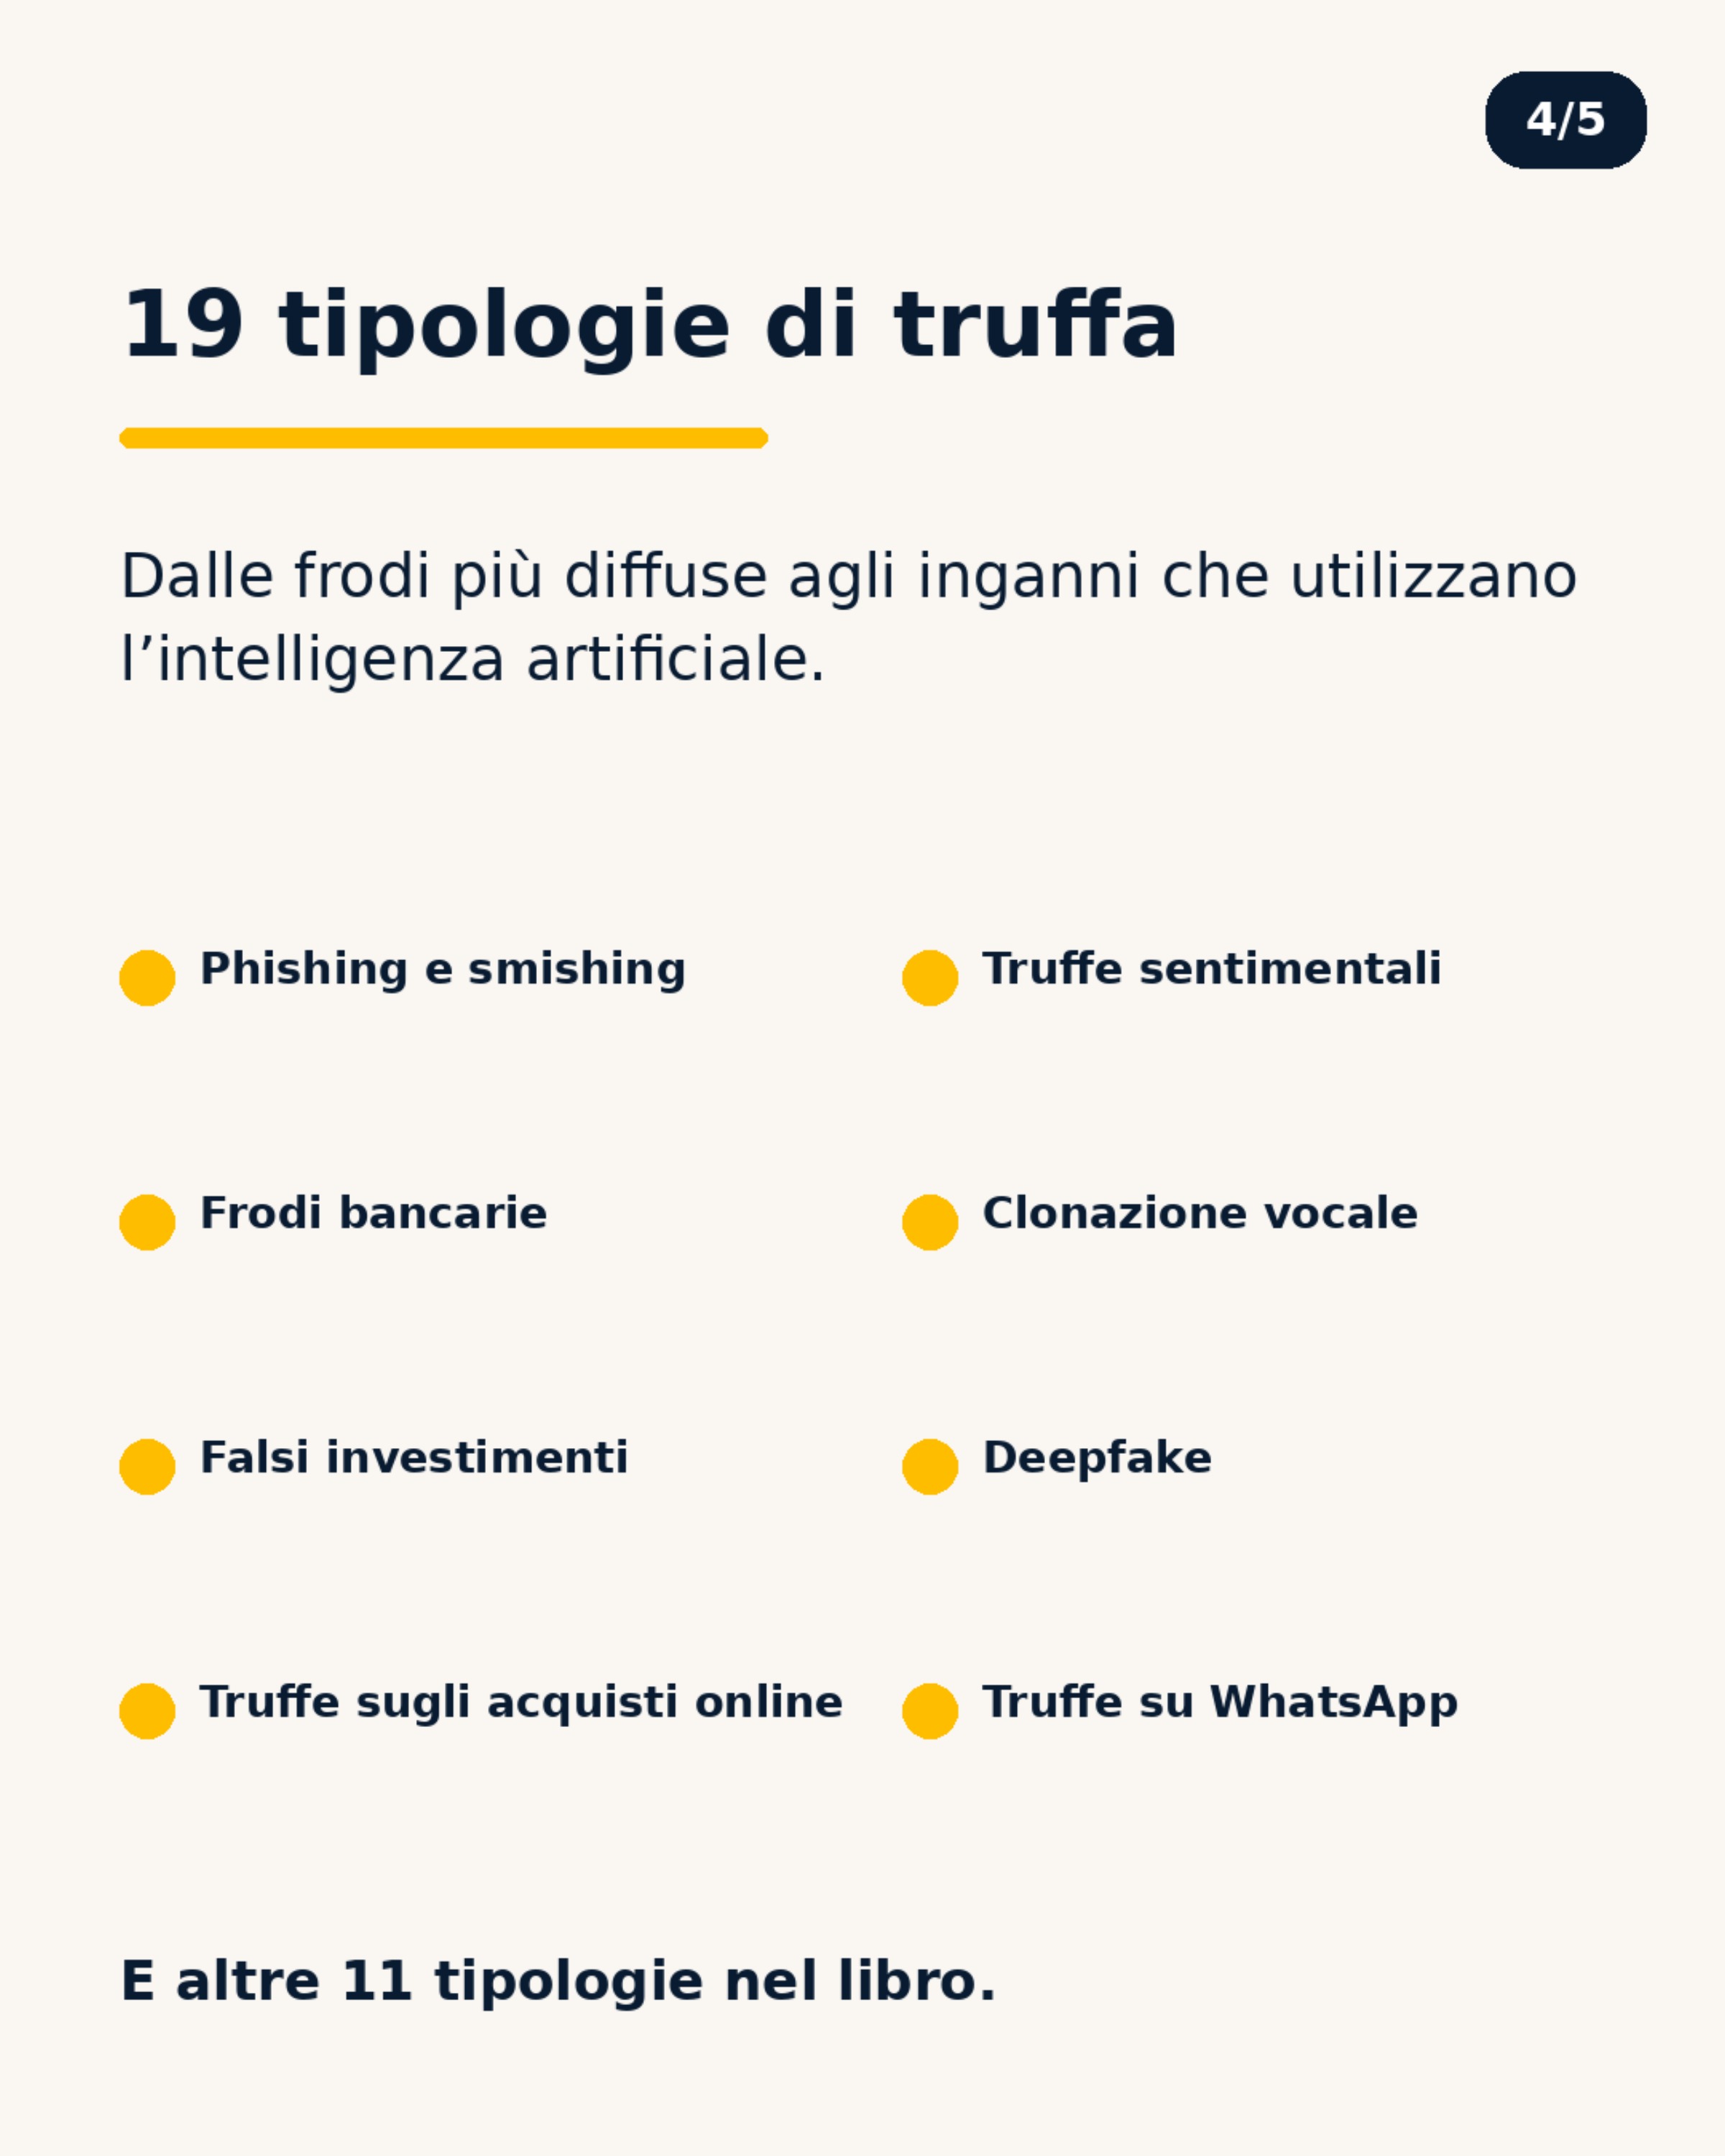 4/5
19 tipologie di truffa
Dalle frodi più diffuse agli inganni che utilizzano
l’intelligenza artificiale.
Phishing e smishing
Truffe sentimentali
Frodi bancarie
Clonazione vocale
Falsi investimenti
Deepfake
Truffe sugli acquisti online
Truffe su WhatsApp
E altre 11 tipologie nel libro.